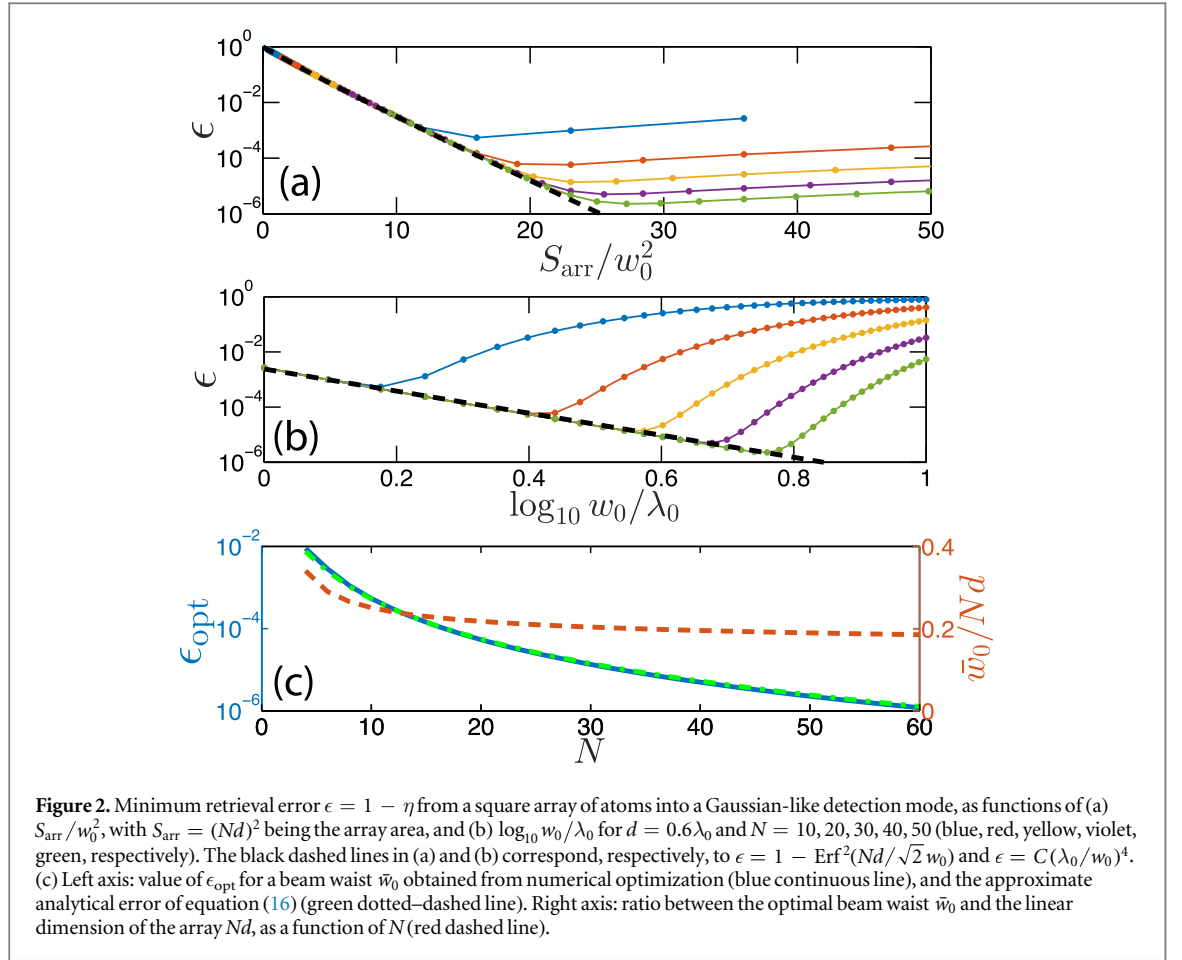 10^0
10^-2
10^-4
10^-6
ϵ
(a)
0 10 20 30 40 50
S_arr/w_0^2
10^0
10^-2
10^-4
10^-6
ϵ
(b)
0 0.2 0.4 0.6 0.8 1
log_10 w_0/λ_0
10^-2
10^-4
10^-6
ϵ_opt
(c)
0.4
0.2
0
w̄_0/Nd
0 10 20 30 40 50 60
N
Figure 2. Minimum retrieval error ϵ = 1 − η from a square array of atoms into a Gaussian-like detection mode, as functions of (a)
S_arr/w_0^2, with S_arr = (Nd)^2 being the array area, and (b) log_10 w_0/λ_0 for d = 0.6λ_0 and N = 10, 20, 30, 40, 50 (blue, red, yellow, violet,
green, respectively). The black dashed lines in (a) and (b) correspond, respectively, to ϵ = 1 − Erf^2(Nd/√2 w_0) and ϵ = C(λ_0/w_0)^4.
(c) Left axis: value of ϵ_opt for a beam waist w̄_0 obtained from numerical optimization (blue continuous line), and the approximate
analytical error of equation (16) (green dotted–dashed line). Right axis: ratio between the optimal beam waist w̄_0 and the linear
dimension of the array Nd, as a function of N (red dashed line).